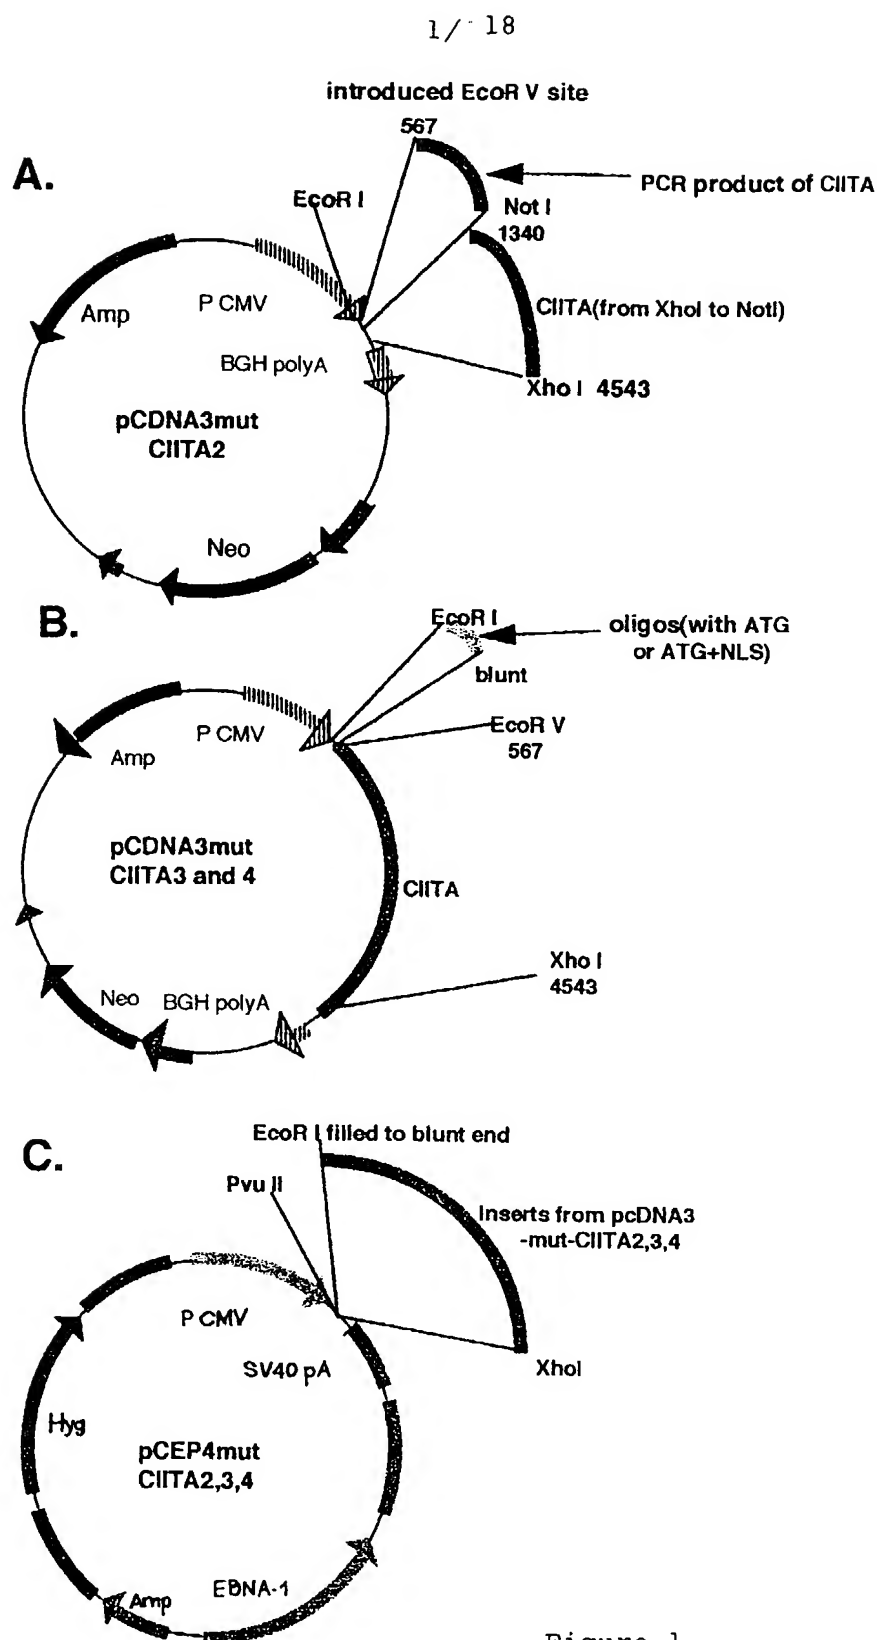 1/ 18
introduced EcoR V site
567
A.
PCR product of CIITA
EcoR I
Not I
1340
P CMV
Amp
CIITA(from XhoI to NotI)
BGH polyA
Xho I 4543
pCDNA3mut
CIITA2
Neo
B.
EcoR I
oligos(with ATG
or ATG+NLS)
blunt
EcoR V
567
P CMV
Amp
pCDNA3mut
CIITA3 and 4
CIITA
Xho I
4543
Neo
BGH polyA
C.
EcoR I filled to blunt end
Pvu II
Inserts from pcDNA3
-mut-CIITA2,3,4
P CMV
SV40 pA
XhoI
Hyg
pCEP4mut
CIITA2,3,4
EBNA-1
Amp
Figure 1